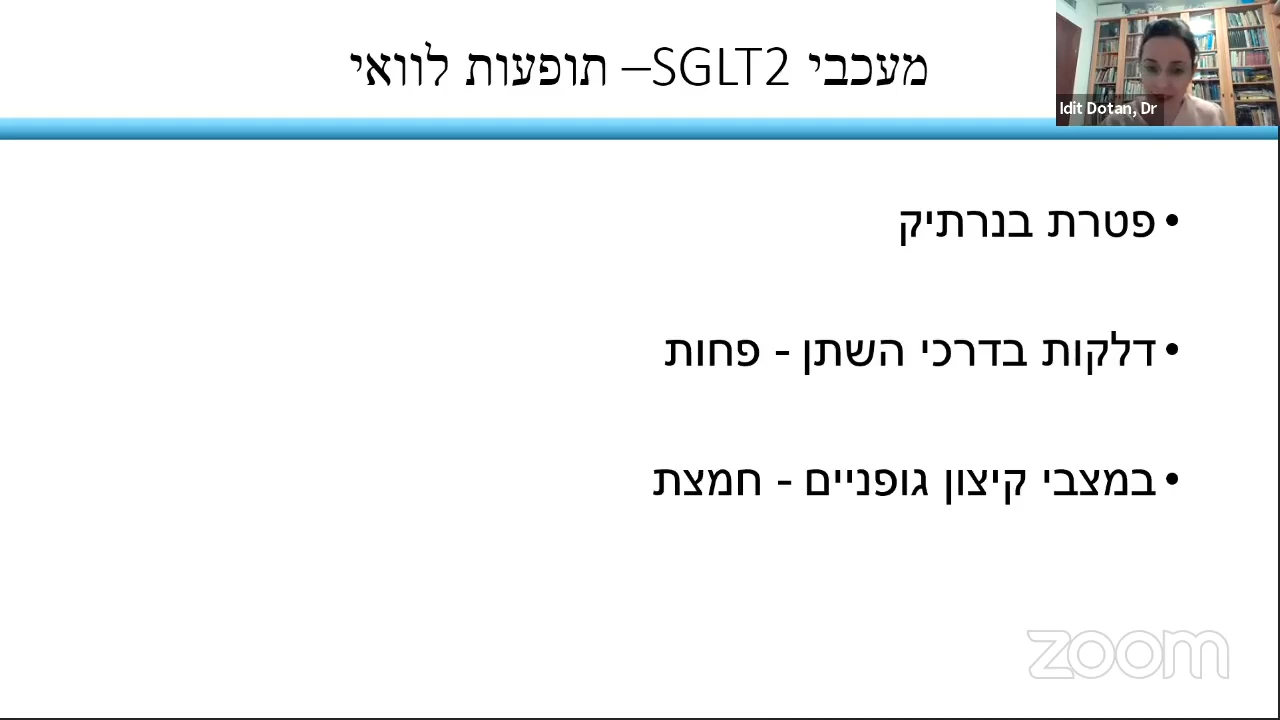 מעכבי SGLT2 – תופעות לוואי
Idit Dotan, Dr
• פטרת בנרתיק
• דלקות בדרכי השתן - פחות
• במצבי קיצון גופניים - חמצת
zoom